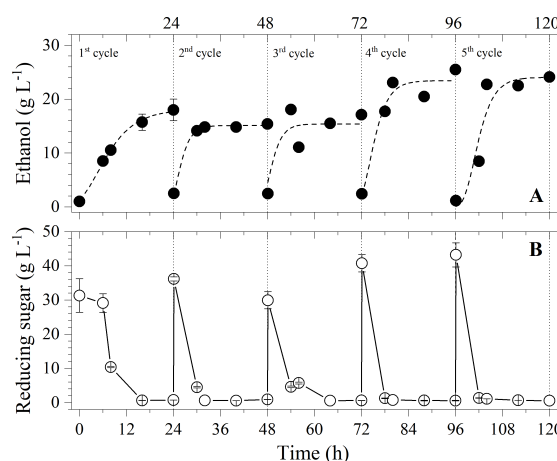 24 48 72 96 120
30
20
10
0
Ethanol (g L⁻¹)
1st cycle 2nd cycle 3rd cycle 4th cycle 5th cycle
A
50
40
30
20
10
0
Reducing sugar (g L⁻¹)
B
0 12 24 36 48 60 72 84 96 108 120
Time (h)